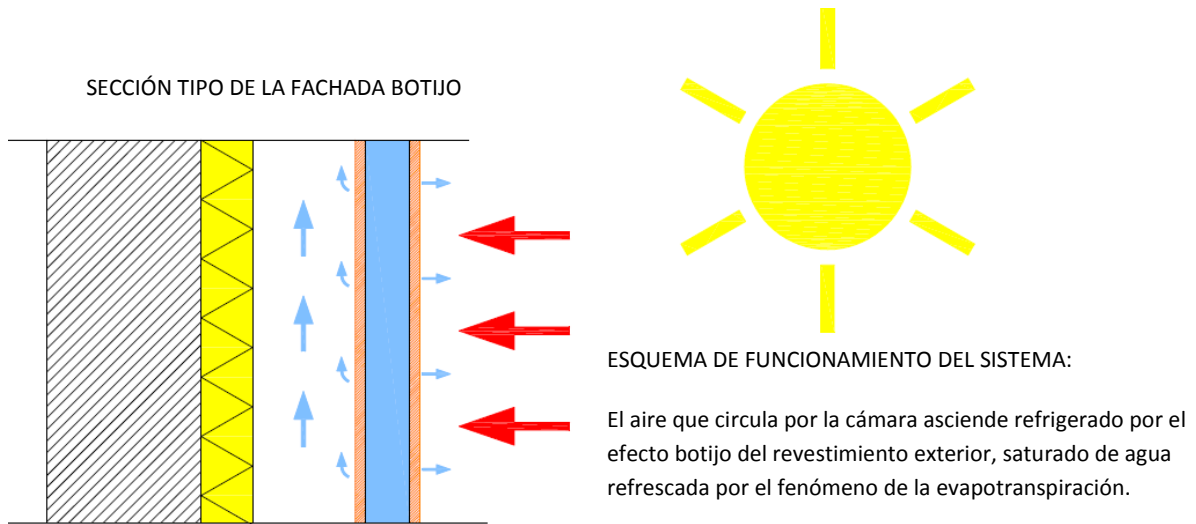 SECCIÓN TIPO DE LA FACHADA BOTIJO
ESQUEMA DE FUNCIONAMIENTO DEL SISTEMA:
El aire que circula por la cámara asciende refrigerado por el
efecto botijo del revestimiento exterior, saturado de agua
refrescada por el fenómeno de la evapotranspiración.